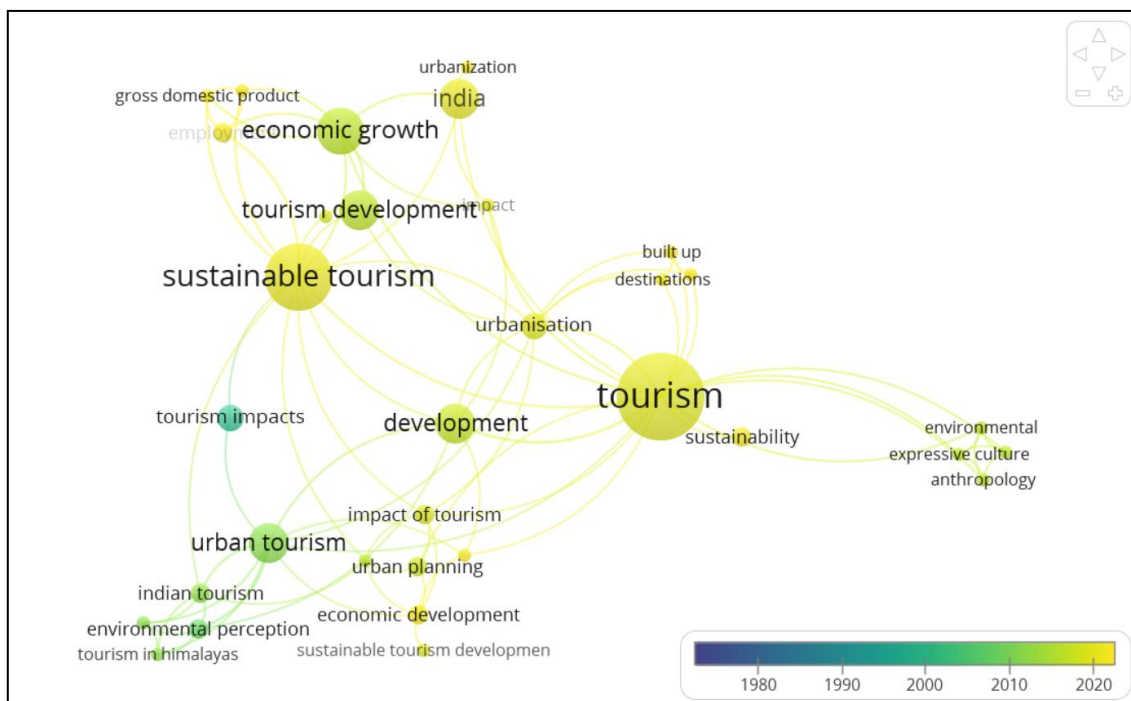 urbanization
india
gross domestic product
employment
economic growth
tourism development
impact
sustainable tourism
built up
destinations
urbanisation
tourism
tourism impacts
development
sustainability
environmental
expressive culture
anthropology
impact of tourism
urban tourism
urban planning
indian tourism
economic development
environmental perception
tourism in himalayas
sustainable tourism developmen
1980 1990 2000 2010 2020